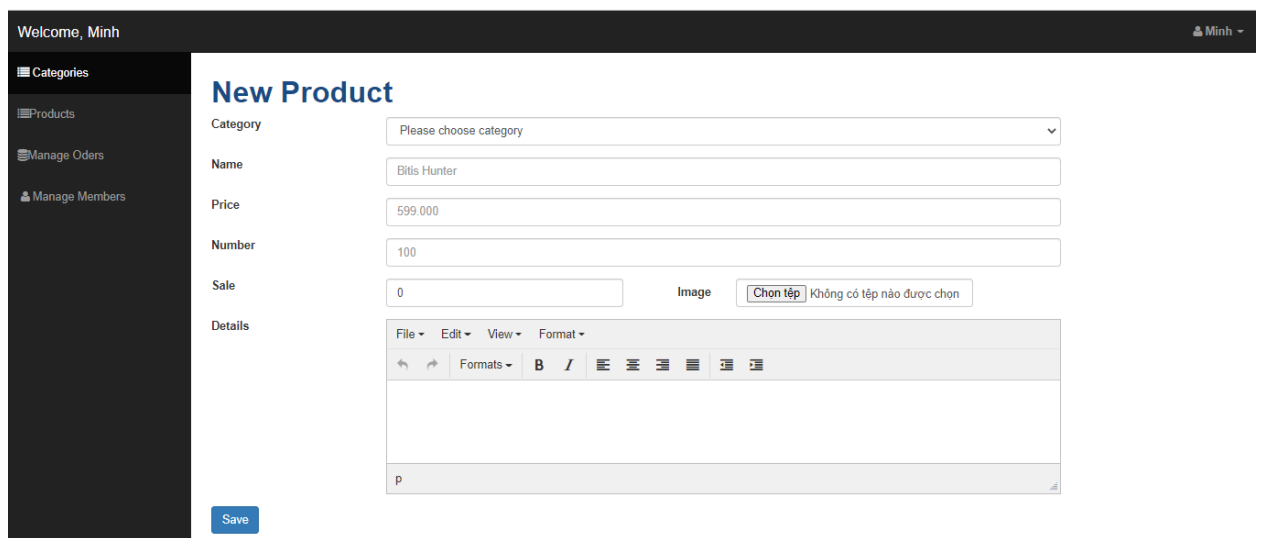 Welcome, Minh
Minh
Categories
Products
Manage Oders
Manage Members
New Product
Category
Please choose category
Name
Bitis Hunter
Price
599.000
Number
100
Sale
0
Image
Chọn tệp Không có tệp nào được chọn
Details
File Edit View Format
Formats B I
p
Save